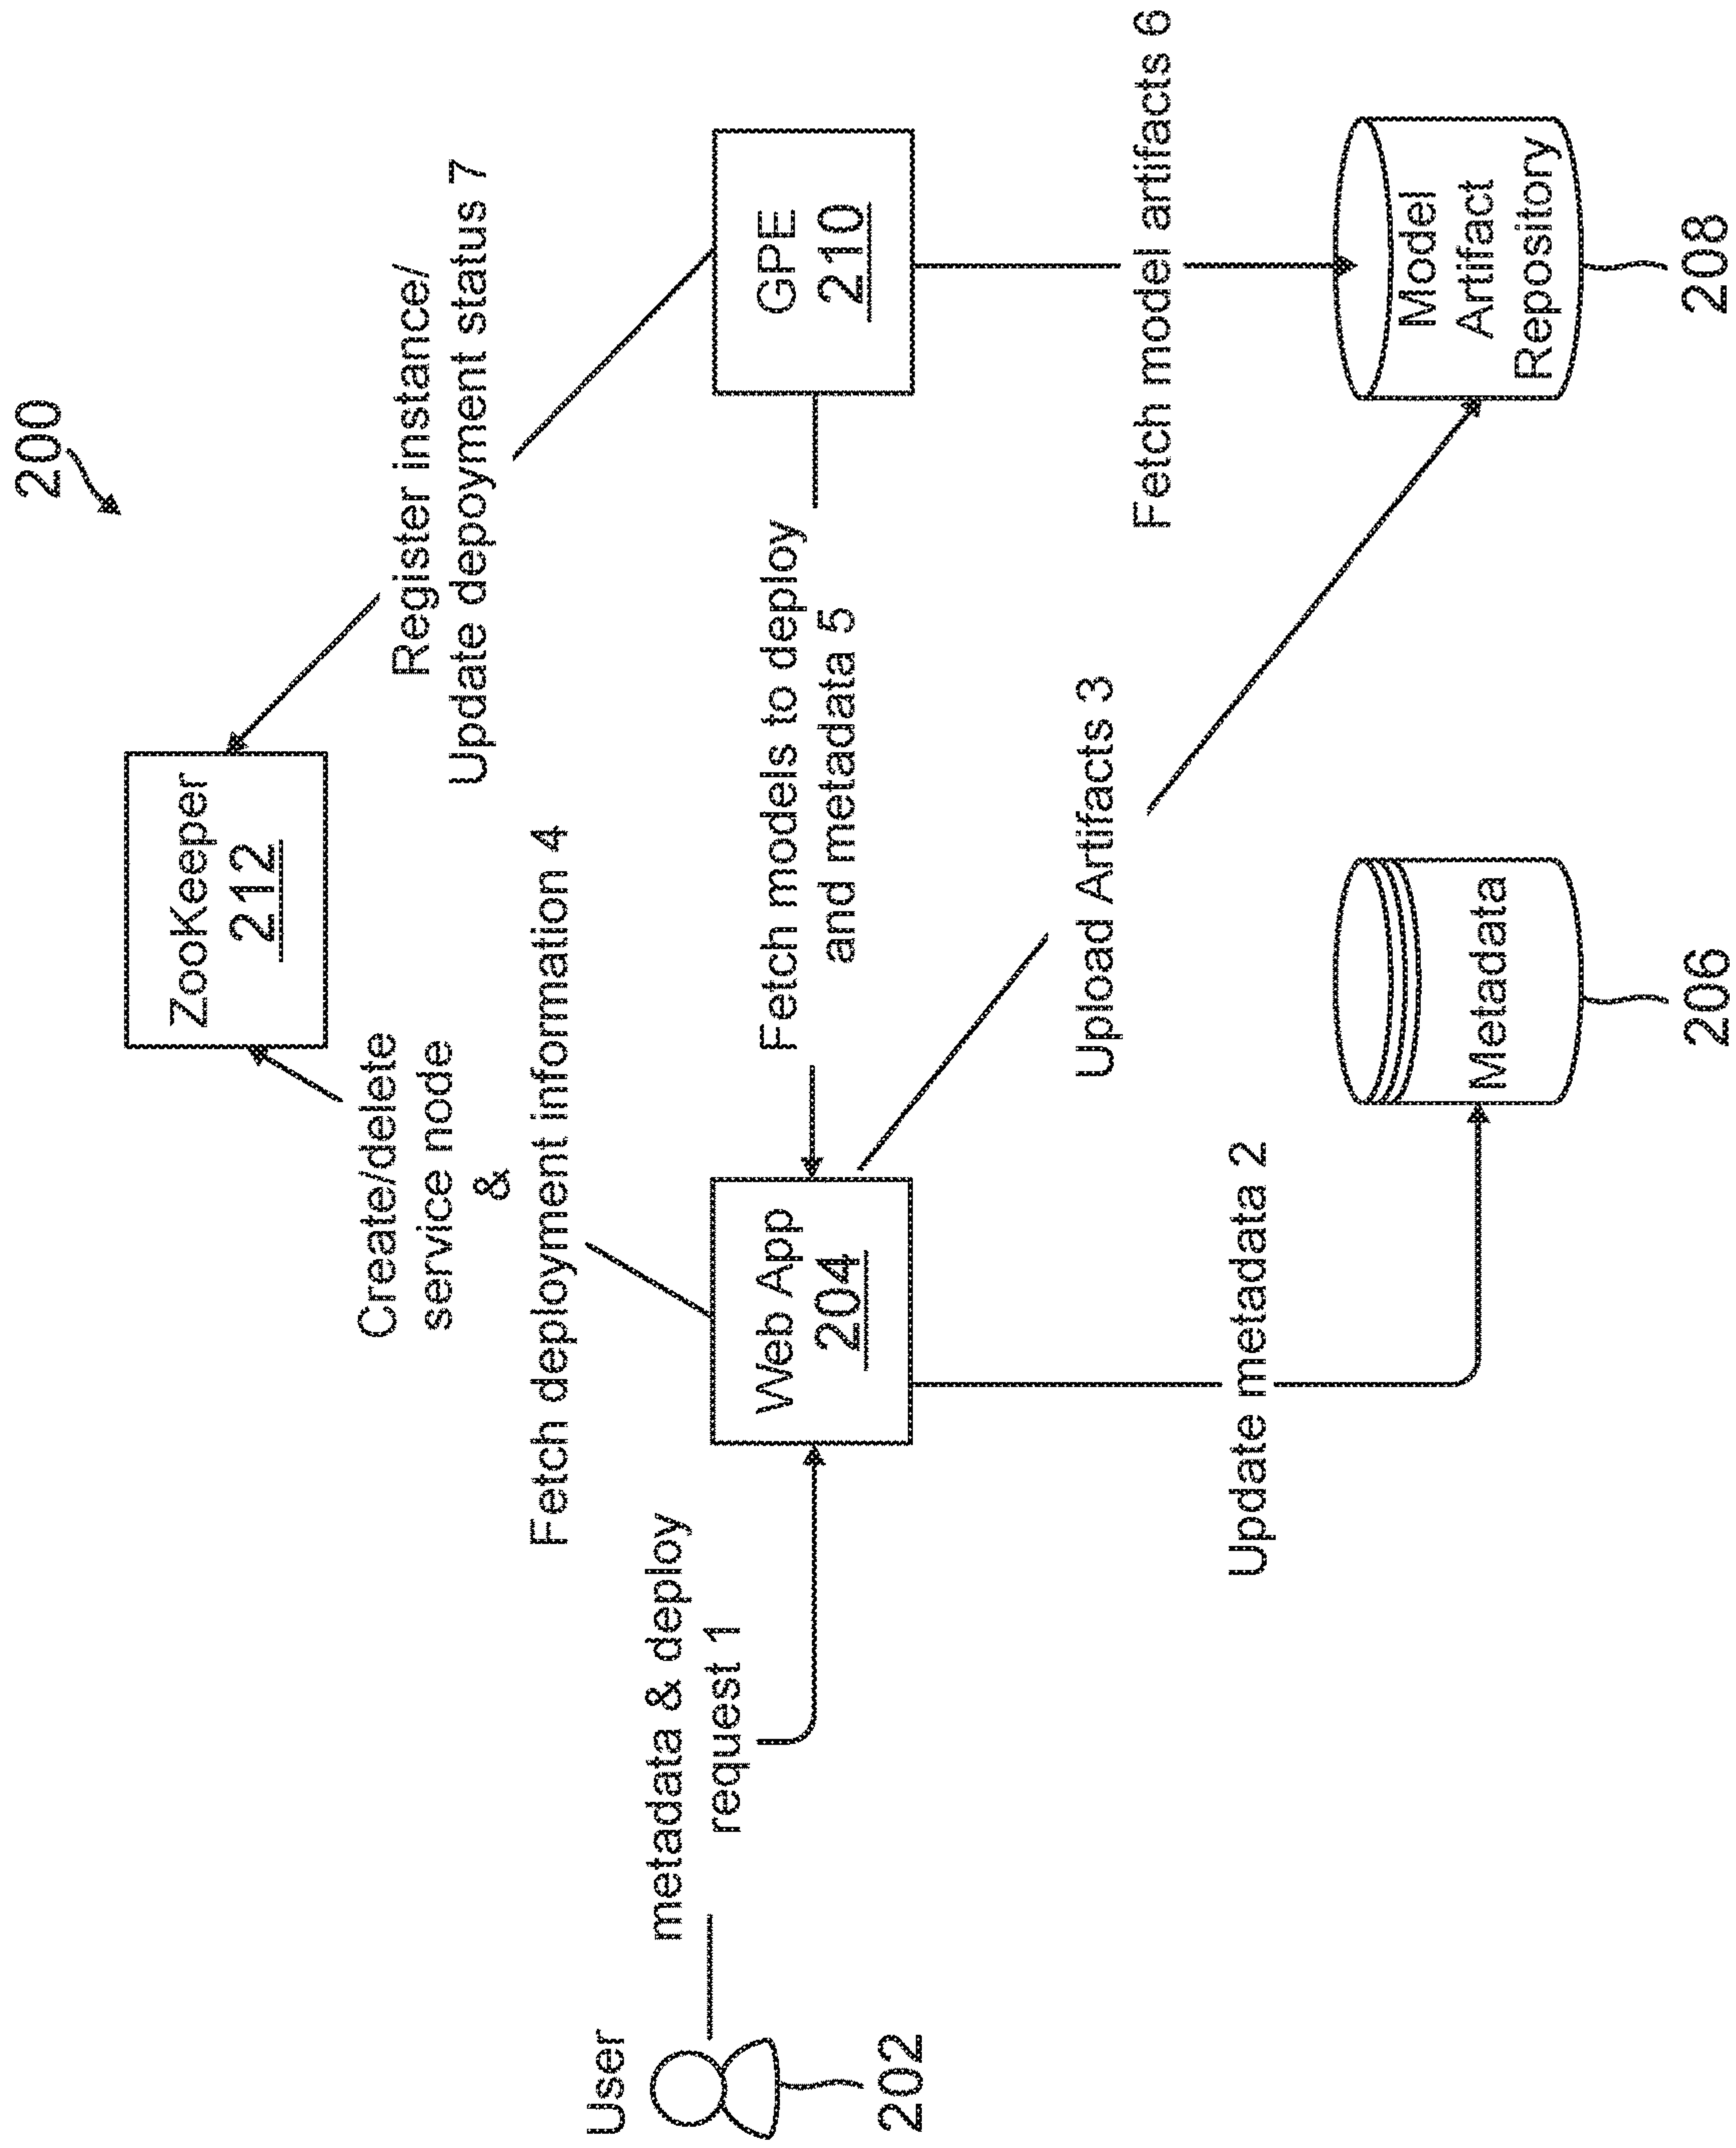 200
ZooKeeper
212
Register instance/
Update depoyment status 7
Create/delete
service node
&
Fetch deployment information 4
User
202
metadata & deploy
request 1
Web App
204
Fetch models to deploy
and metadata 5
GPE
210
Upload Artifacts 3
Fetch model artifacts 6
Update metadata 2
Metadata
206
Model
Artifact
Repository
208